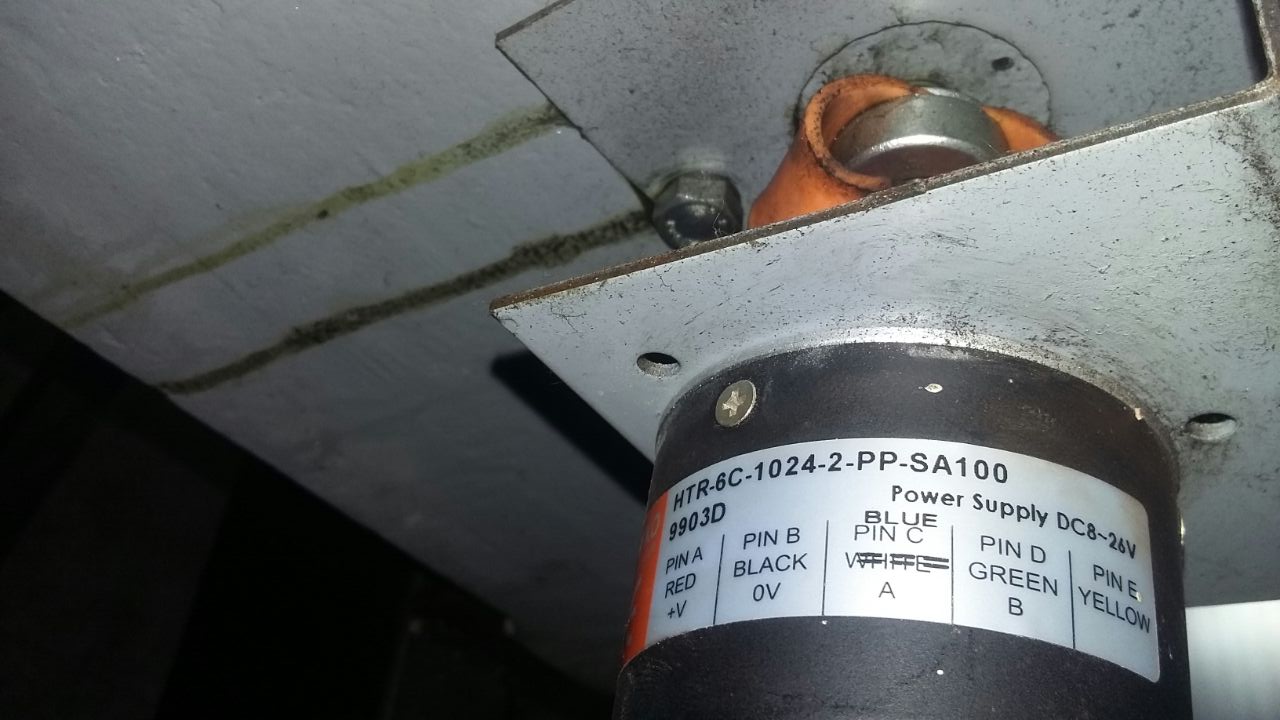 HTR-6C-1024-2-PP-SA100
9903D
Power Supply DC8~26V
PIN A
RED
+V
PIN B
BLACK
0V
BLUE
PIN C
WHITE
A
PIN D
GREEN
B
PIN E
YELLOW